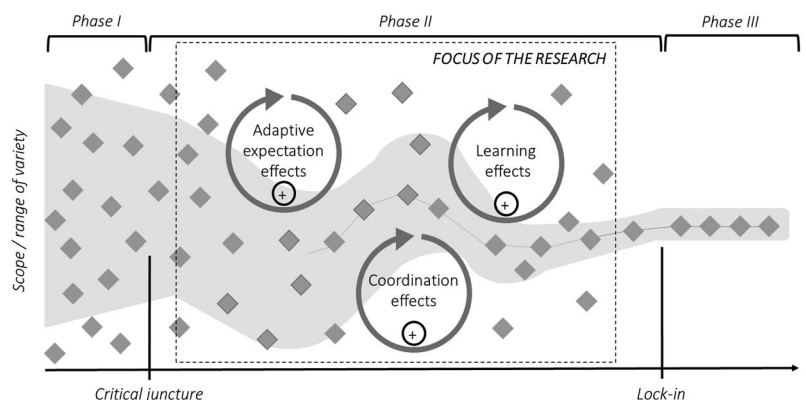 Phase I
Phase II
Phase III
FOCUS OF THE RESEARCH
Scope / range of variety
Adaptive
expectation
effects
+
Learning
effects
+
Coordination
effects
+
Critical juncture
Lock-in